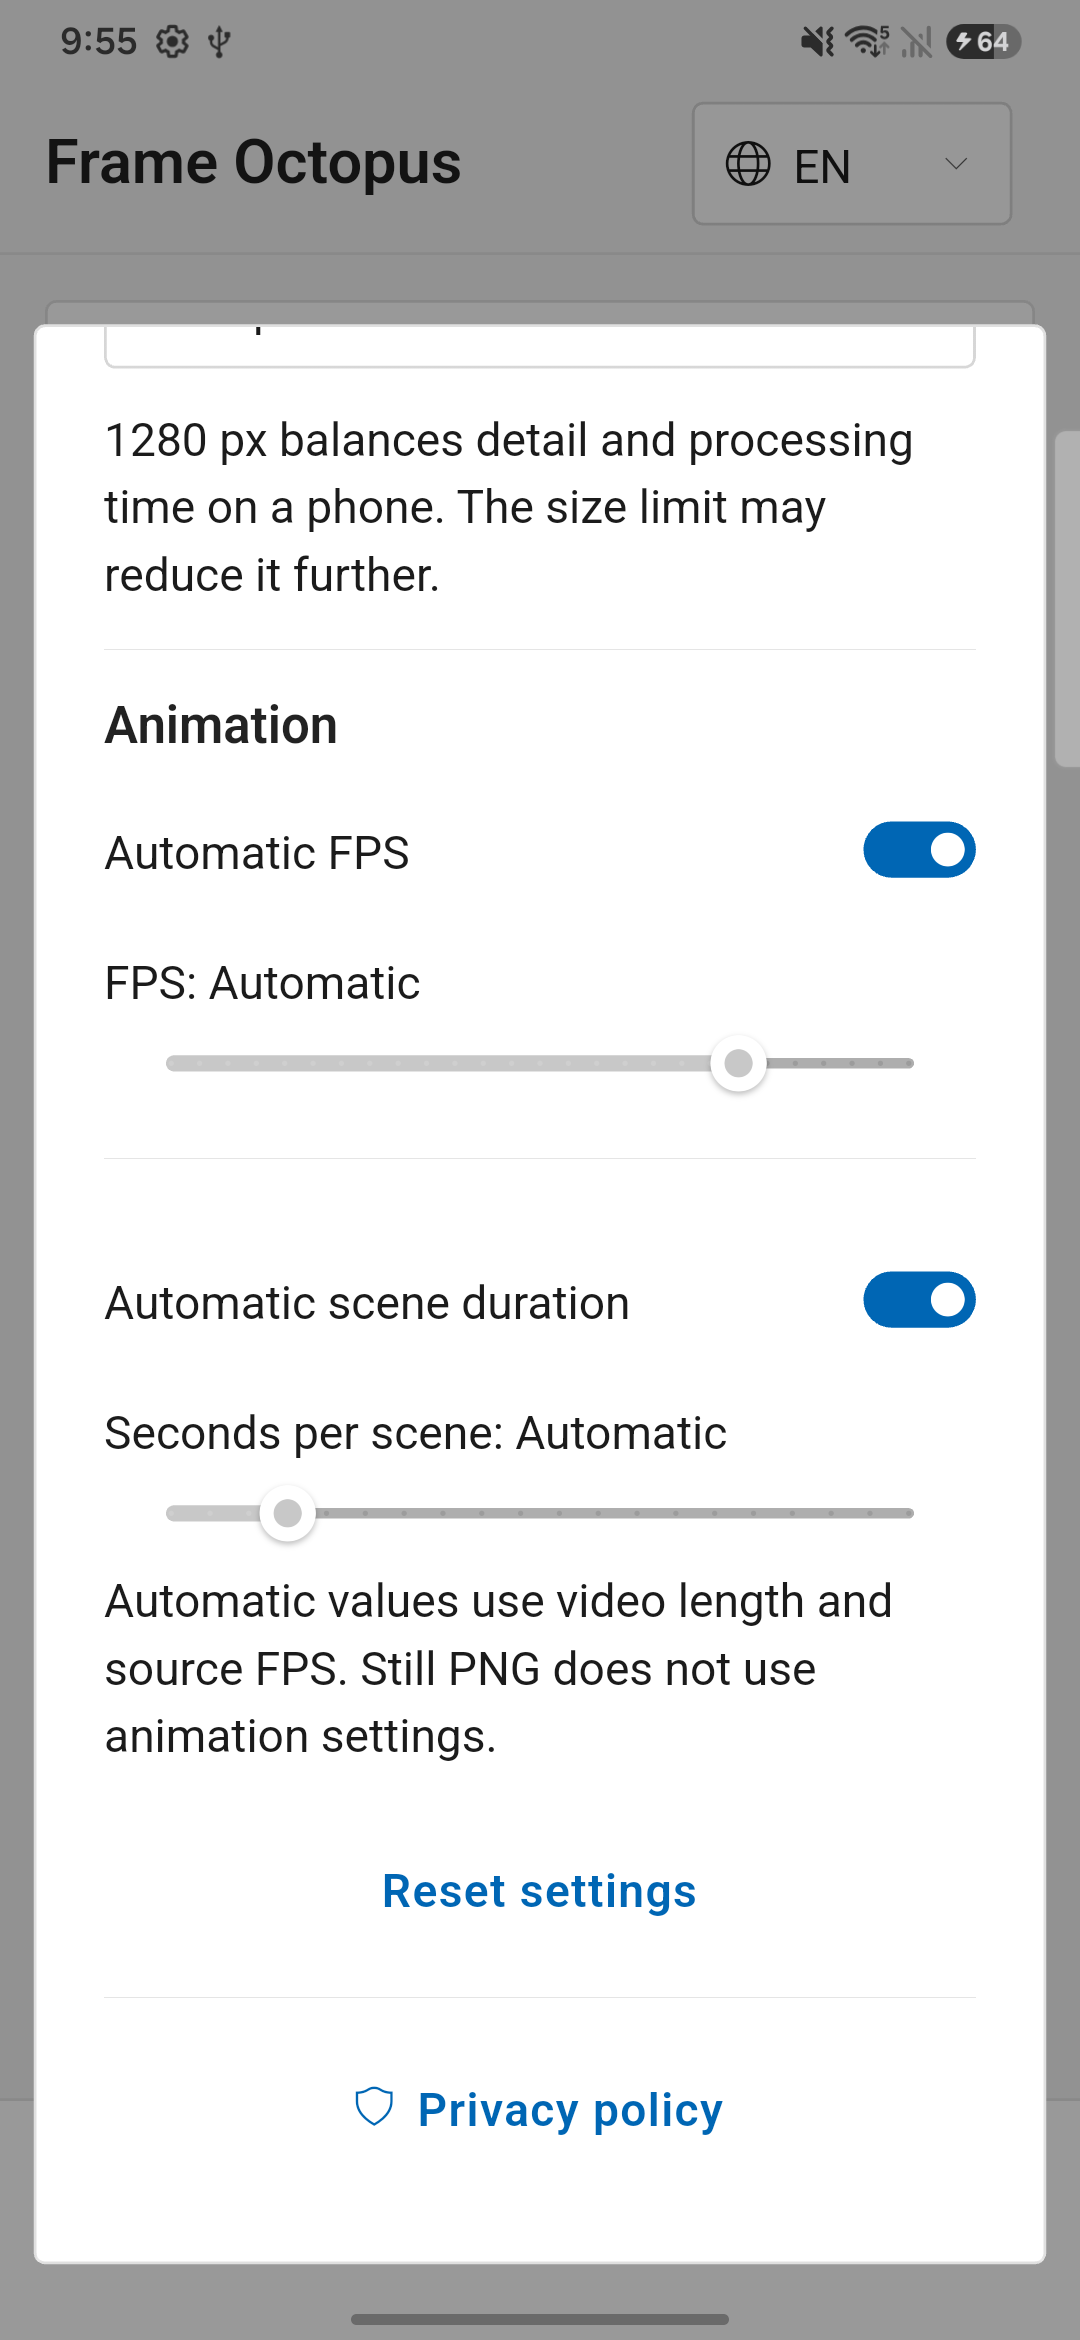 9:55
5
64
Frame Octopus
EN
1280 px balances detail and processing
time on a phone. The size limit may
reduce it further.
Animation
Automatic FPS
FPS: Automatic
Automatic scene duration
Seconds per scene: Automatic
Automatic values use video length and
source FPS. Still PNG does not use
animation settings.
Reset settings
Privacy policy